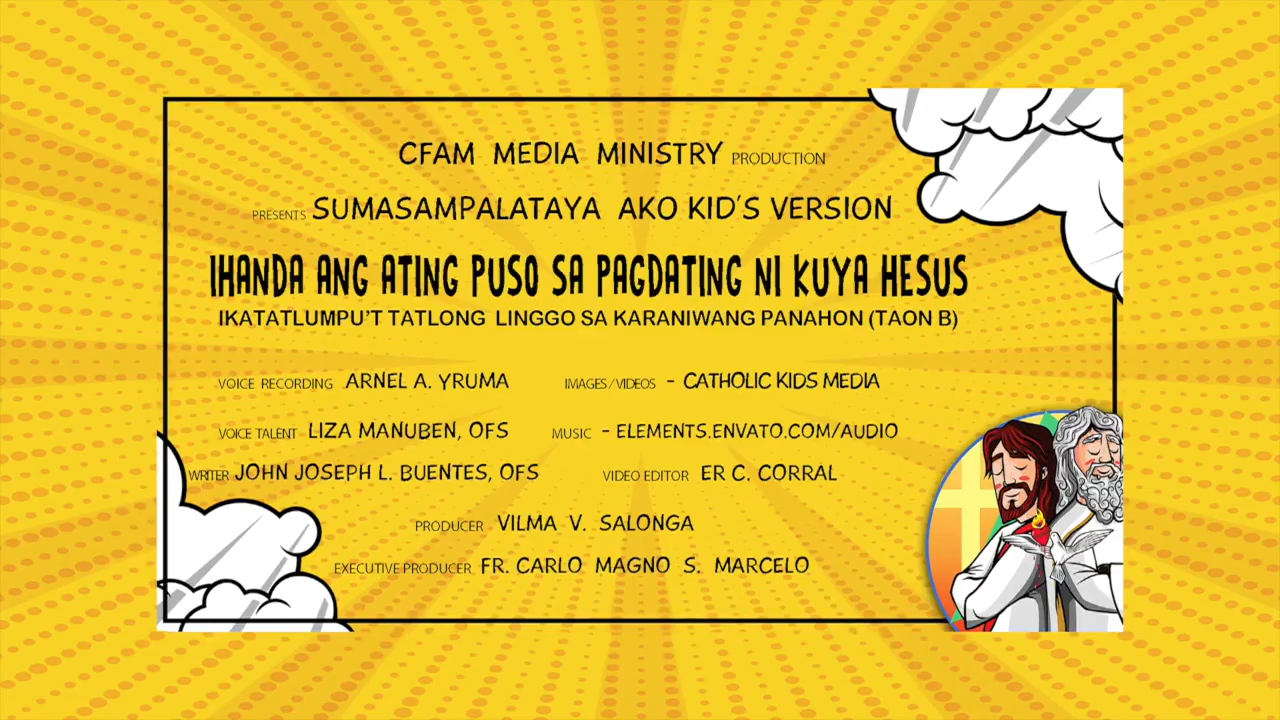 CFAM MEDIA MINISTRY PRODUCTION
PRESENTS SUMASAMPALATAYA AKO KID'S VERSION
IHANDA ANG ATING PUSO SA PAGDATING NI KUYA HESUS
IKATATLUMPU'T TATLONG LINGGO SA KARANIWANG PANAHON (TAON B)
VOICE RECORDING ARNEL A. YRUMA IMAGES / VIDEOS - CATHOLIC KIDS MEDIA
VOICE TALENT LIZA MANUBEN, OFS MUSIC - ELEMENTS.ENVATO.COM/AUDIO
WRITER JOHN JOSEPH L. BUENTES, OFS VIDEO EDITOR ER C. CORRAL
PRODUCER VILMA V. SALONGA
EXECUTIVE PRODUCER FR. CARLO MAGNO S. MARCELO